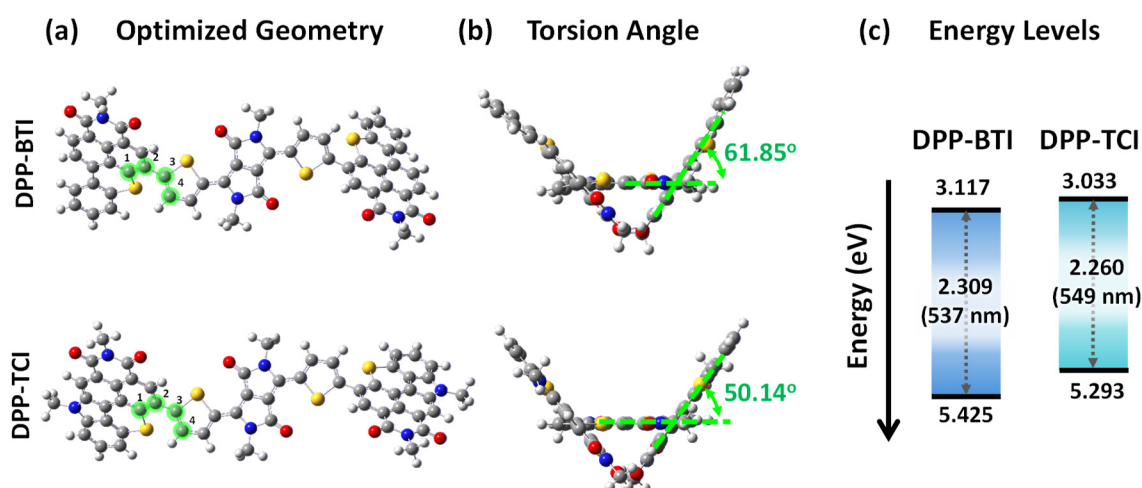 (a) Optimized Geometry
(b) Torsion Angle
(c) Energy Levels
DPP-BTI
1 2 3
4
61.85º
DPP-TCI
1 2 3
4
50.14º
Energy (eV)
DPP-BTI
3.117
2.309
(537 nm)
5.425
DPP-TCI
3.033
2.260
(549 nm)
5.293